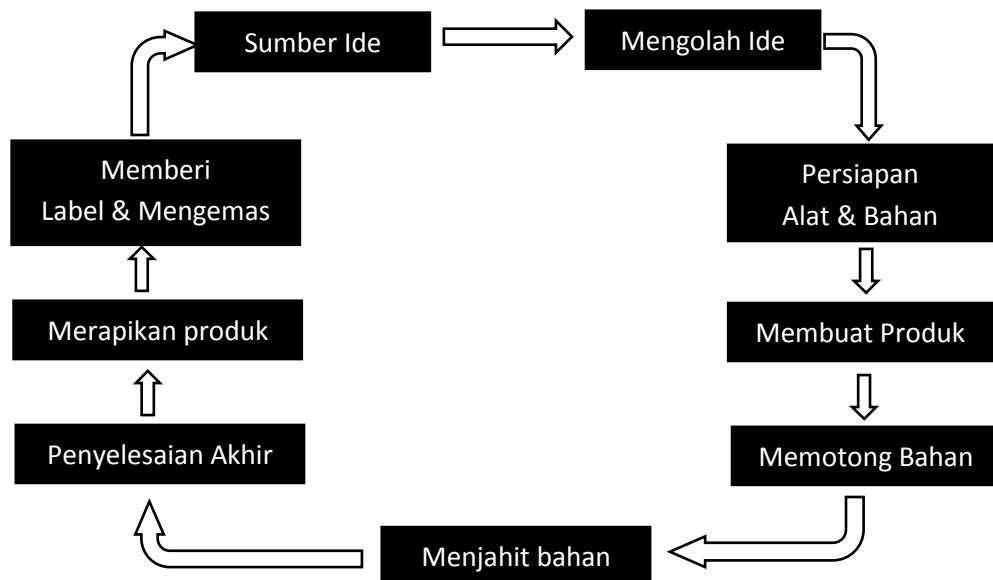 Sumber Ide
Mengolah Ide
Persiapan
Alat & Bahan
Membuat Produk
Memotong Bahan
Menjahit bahan
Penyelesaian Akhir
Merapikan produk
Memberi
Label & Mengemas